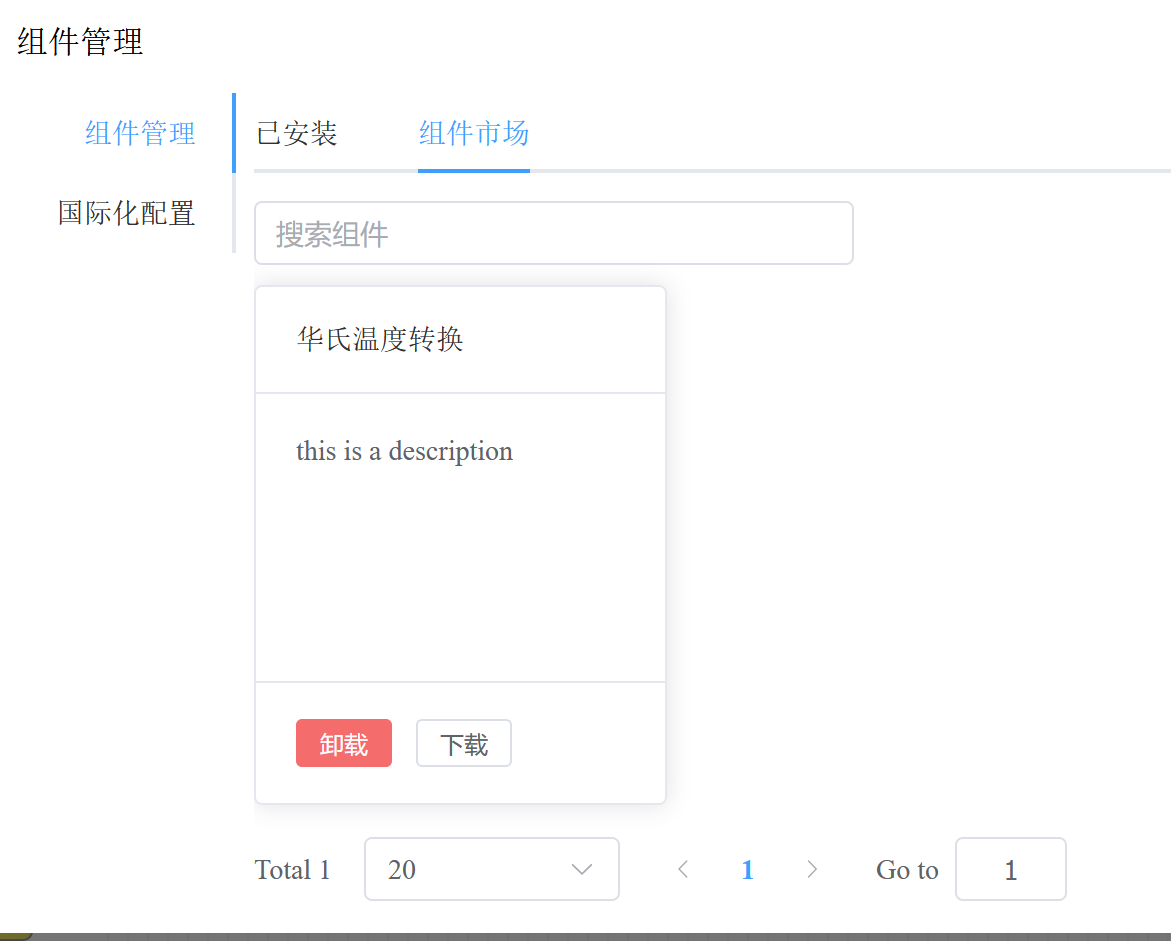 组件管理
组件管理
已安装
组件市场
国际化配置
搜索组件
华氏温度转换
this is a description
卸载
下载
Total 1
20
1
Go to
1